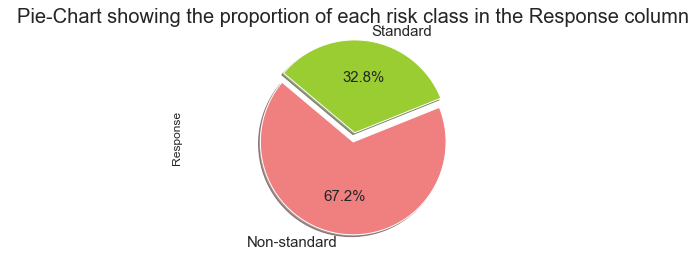 Pie-Chart showing the proportion of each risk class in the Response column
Standard
32.8%
Response
67.2%
Non-standard